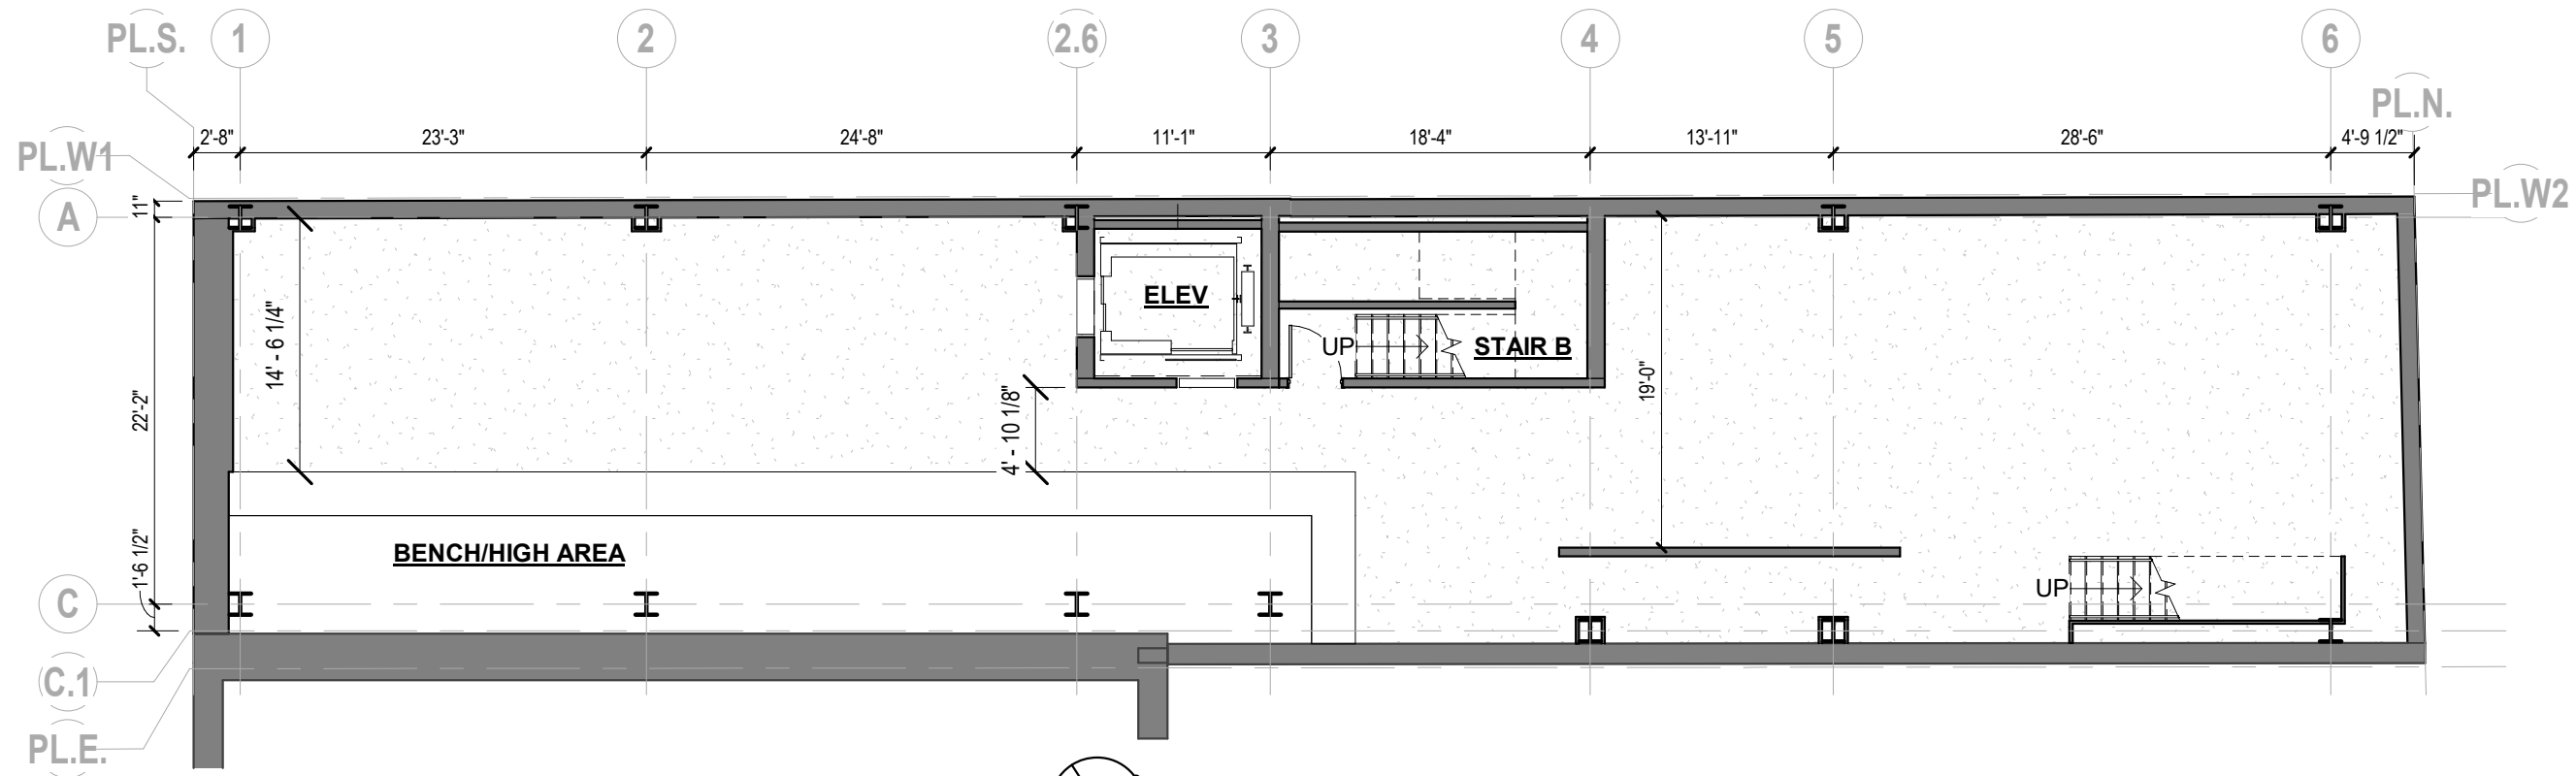 PL.S.
1
2
2.6
3
4
5
6
PL.N.
2'-8"
23'-3"
24'-8"
11'-1"
18'-4"
13'-11"
28'-6"
4'-9 1/2"
PL.W1
PL.W2
A
11"
14' - 6 1/4"
ELEV
UP
STAIR B
19'-0"
22'-2"
4' - 10 1/8"
BENCH/HIGH AREA
1'-6 1/2"
UP
C
C.1
PL.E.